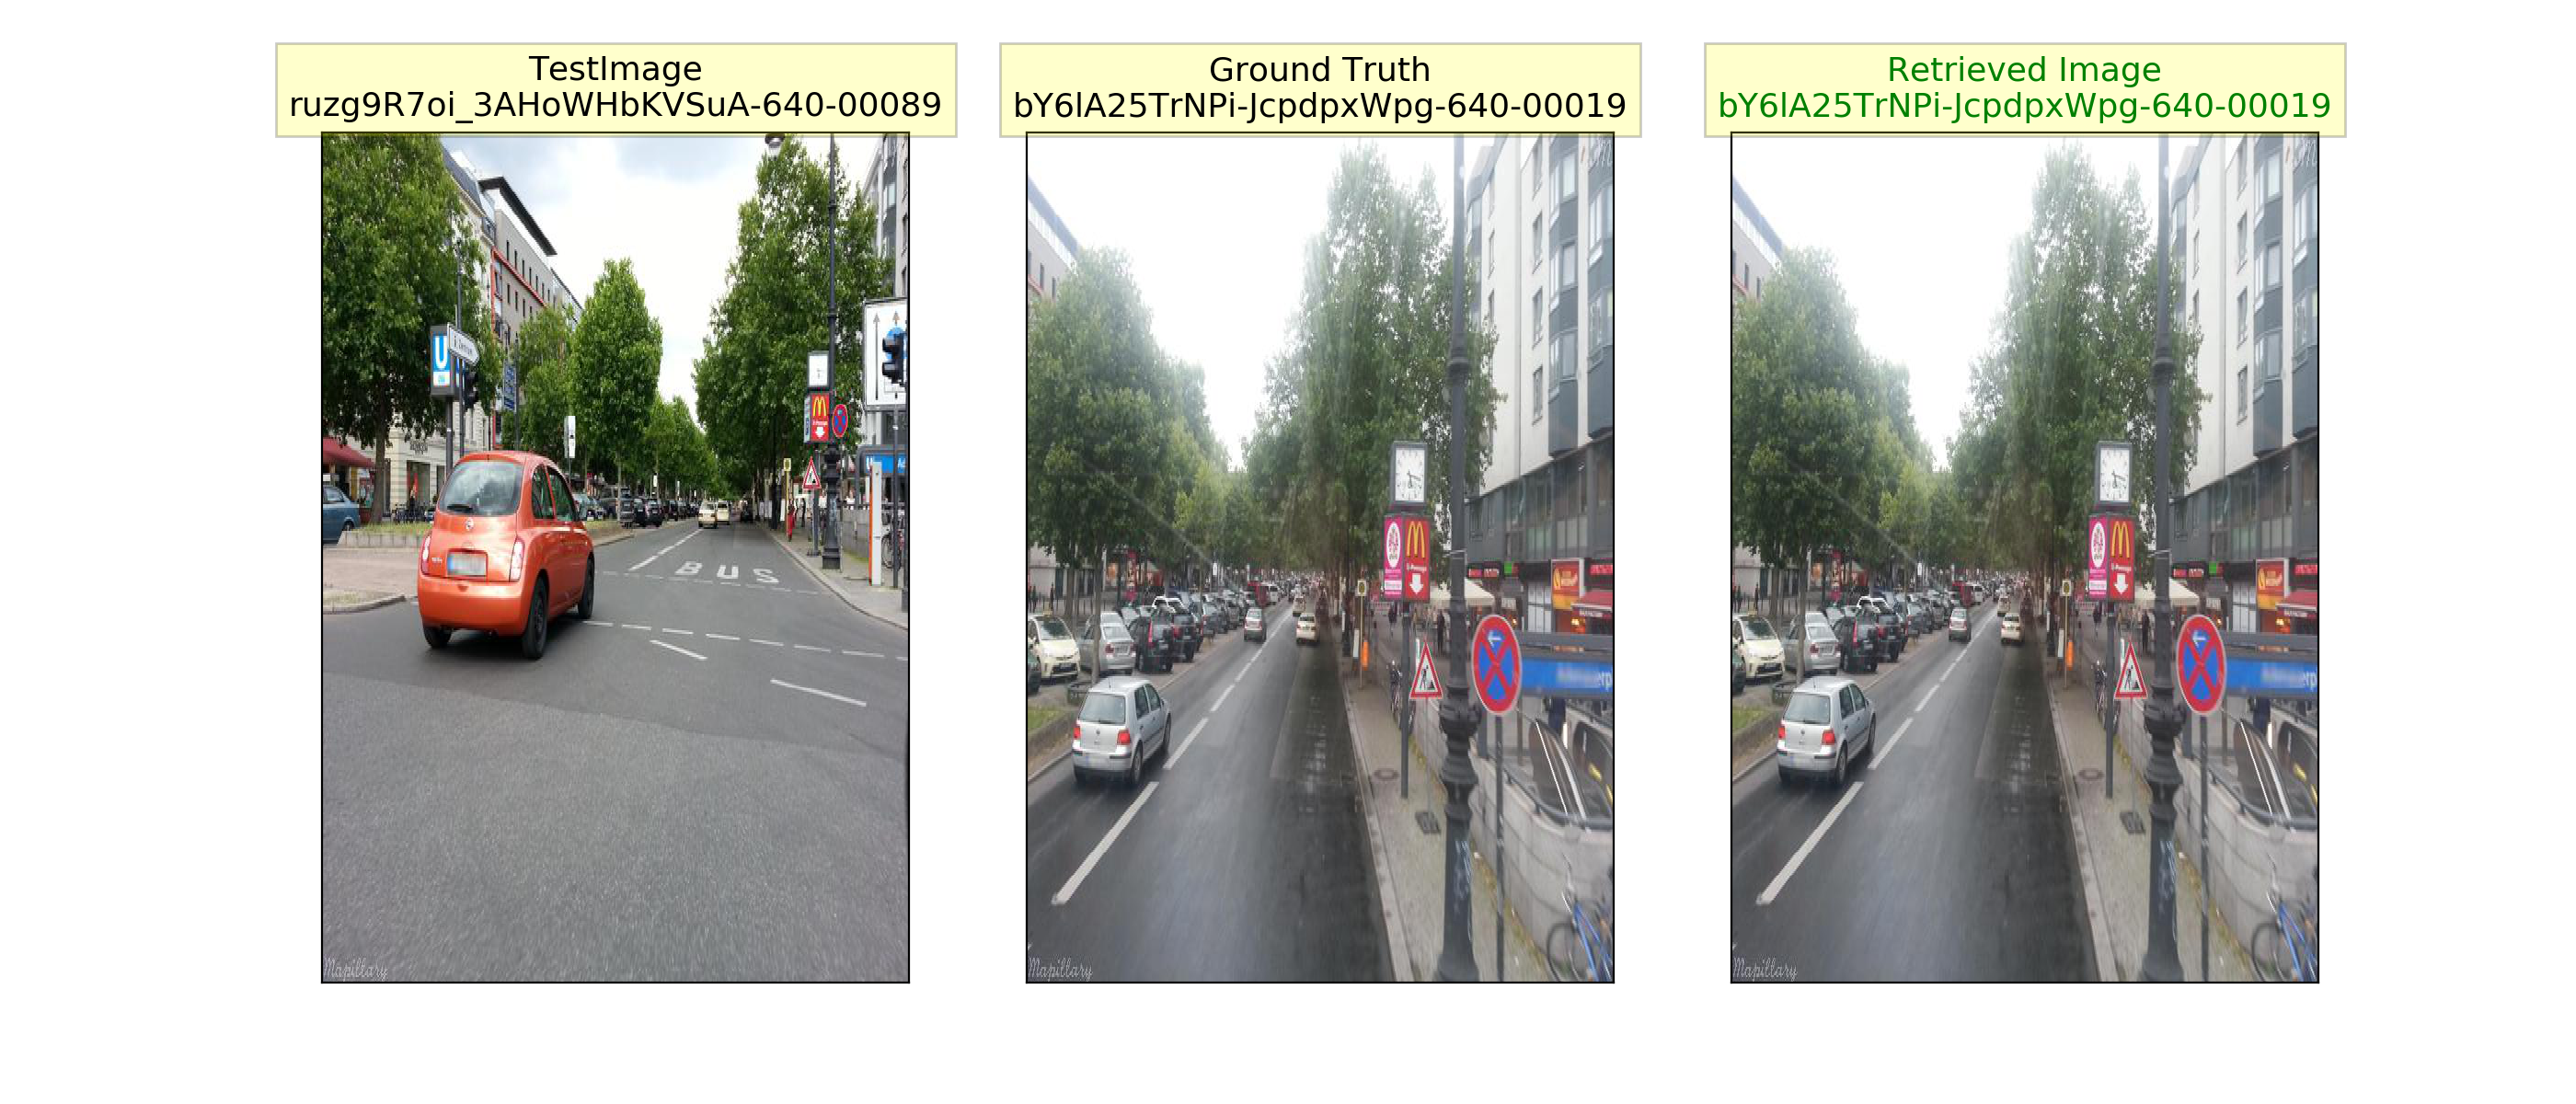 TestImage
ruzg9R7oi_3AHoWHbKVSuA-640-00089
Ground Truth
bY6lA25TrNPi-JcpdpxWpg-640-00019
Retrieved Image
bY6lA25TrNPi-JcpdpxWpg-640-00019
U
M
BUS
Mapillary
M
Mapillary
M
Mapillary